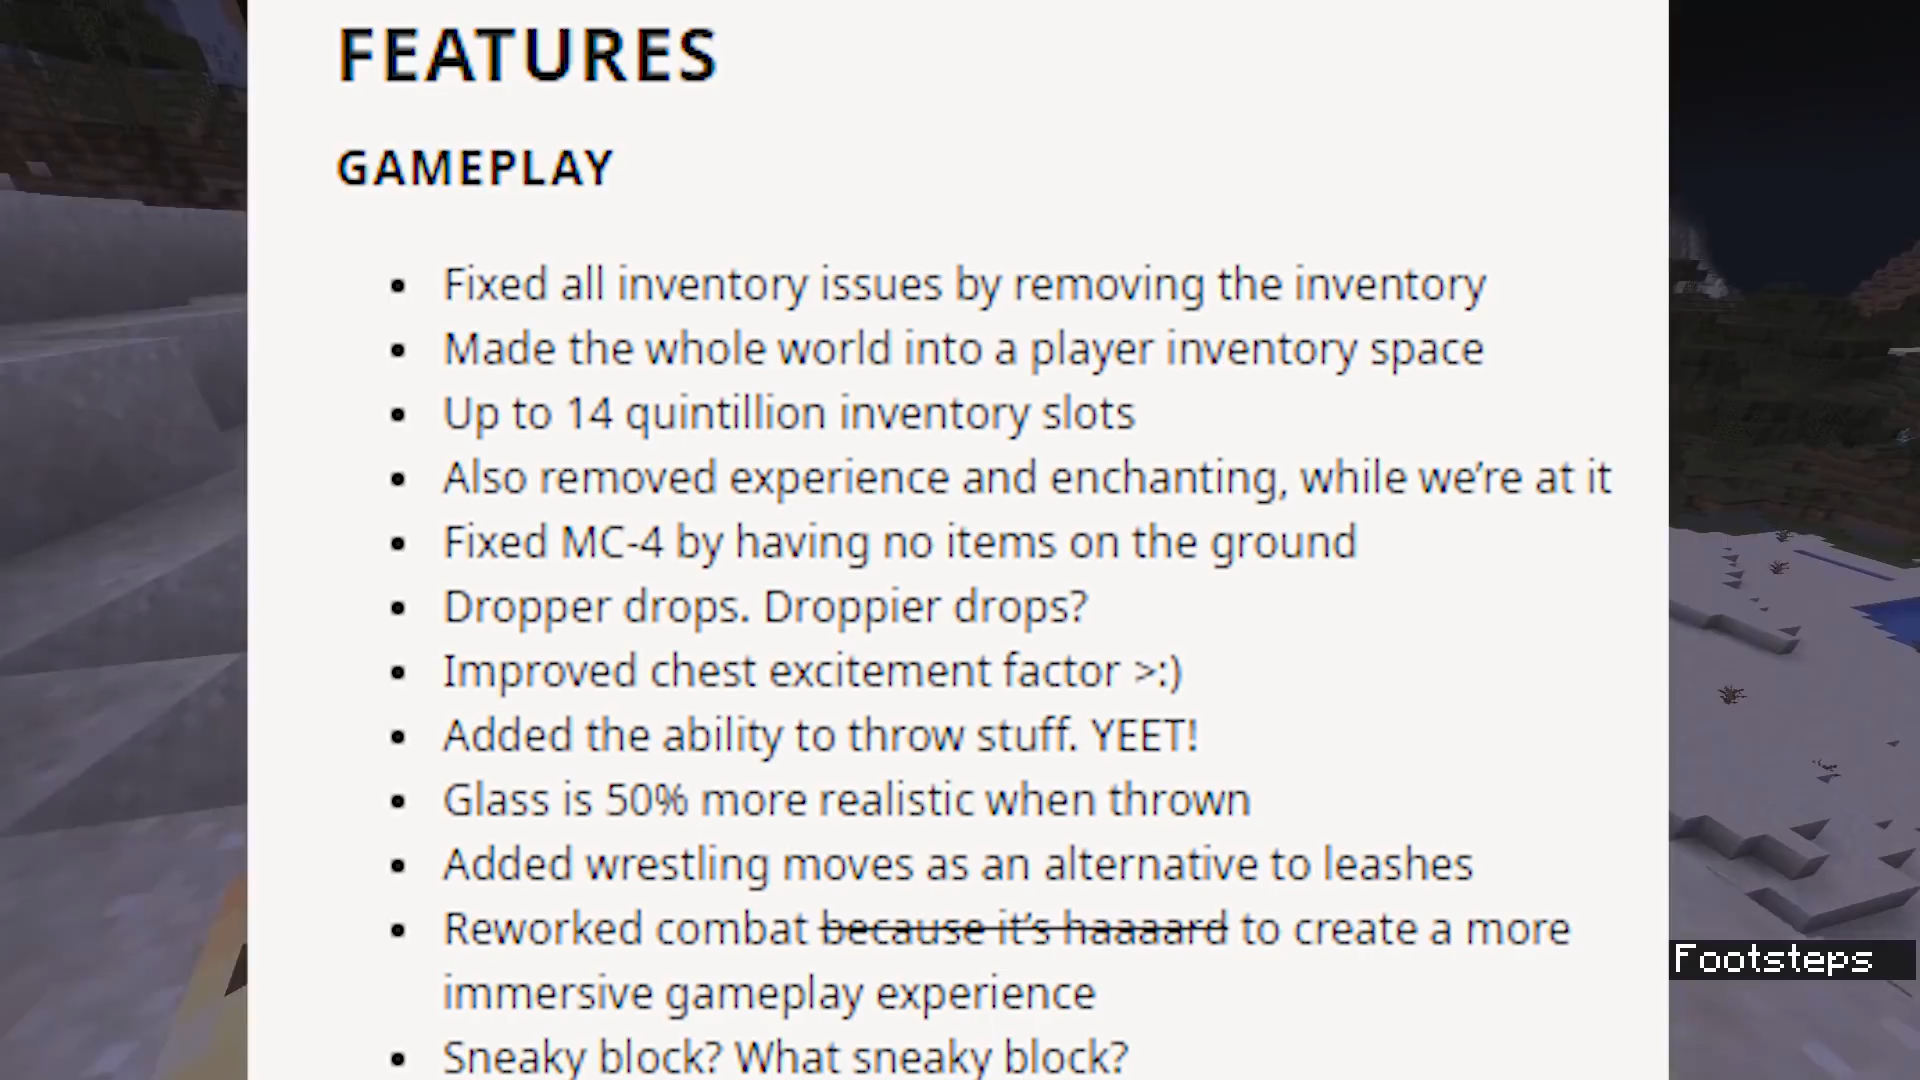 FEATURES
GAMEPLAY
• Fixed all inventory issues by removing the inventory
• Made the whole world into a player inventory space
• Up to 14 quintillion inventory slots
• Also removed experience and enchanting, while we’re at it
• Fixed MC-4 by having no items on the ground
• Dropper drops. Droppier drops?
• Improved chest excitement factor >:)
• Added the ability to throw stuff. YEET!
• Glass is 50% more realistic when thrown
• Added wrestling moves as an alternative to leashes
• Reworked combat because it’s haaaard to create a more
immersive gameplay experience
• Sneaky block? What sneaky block?
Footsteps